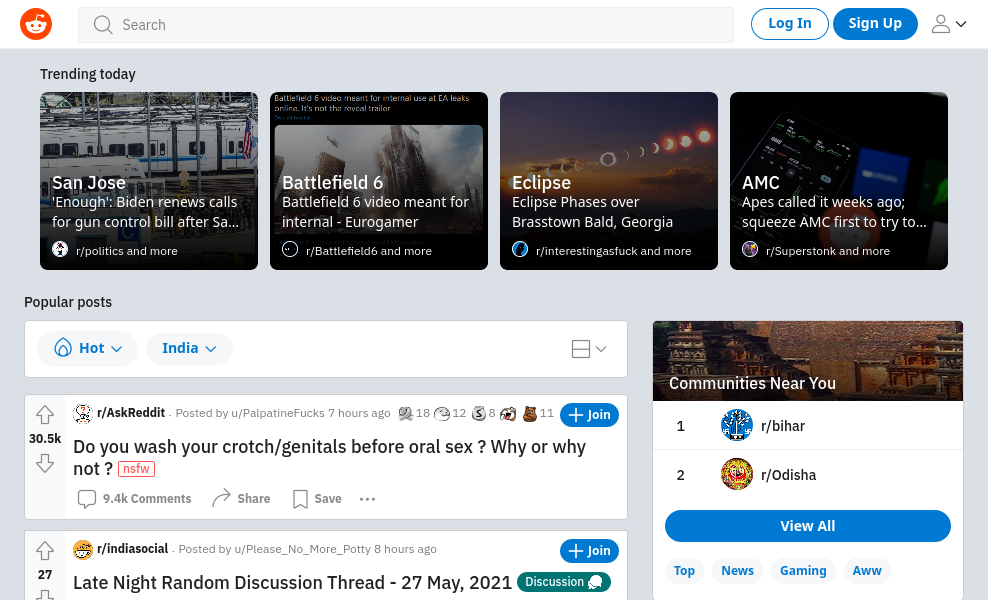 Search
Log In
Sign Up
Trending today
San Jose
'Enough': Biden renews calls
for gun control bill after Sa...
r/politics and more
Battlefield 6 video meant for internal use at EA leaks
online. It's not the reveal trailer
Battlefield 6
Battlefield 6 video meant for
internal - Eurogamer
r/Battlefield6 and more
Eclipse
Eclipse Phases over
Brasstown Bald, Georgia
r/interestingasfuck and more
AMC
Apes called it weeks ago;
squeeze AMC first to try to...
r/Superstonk and more
Popular posts
Hot
India
r/AskReddit . Posted by u/PalpatineFucks 7 hours ago 18 12 8 11
Join
30.5k
Do you wash your crotch/genitals before oral sex ? Why or why
not ? nsfw
9.4k Comments Share Save ...
r/indiasocial . Posted by u/Please_No_More_Potty 8 hours ago
Join
27
Late Night Random Discussion Thread - 27 May, 2021 Discussion
Communities Near You
1 r/bihar
2 r/Odisha
View All
Top News Gaming Aww